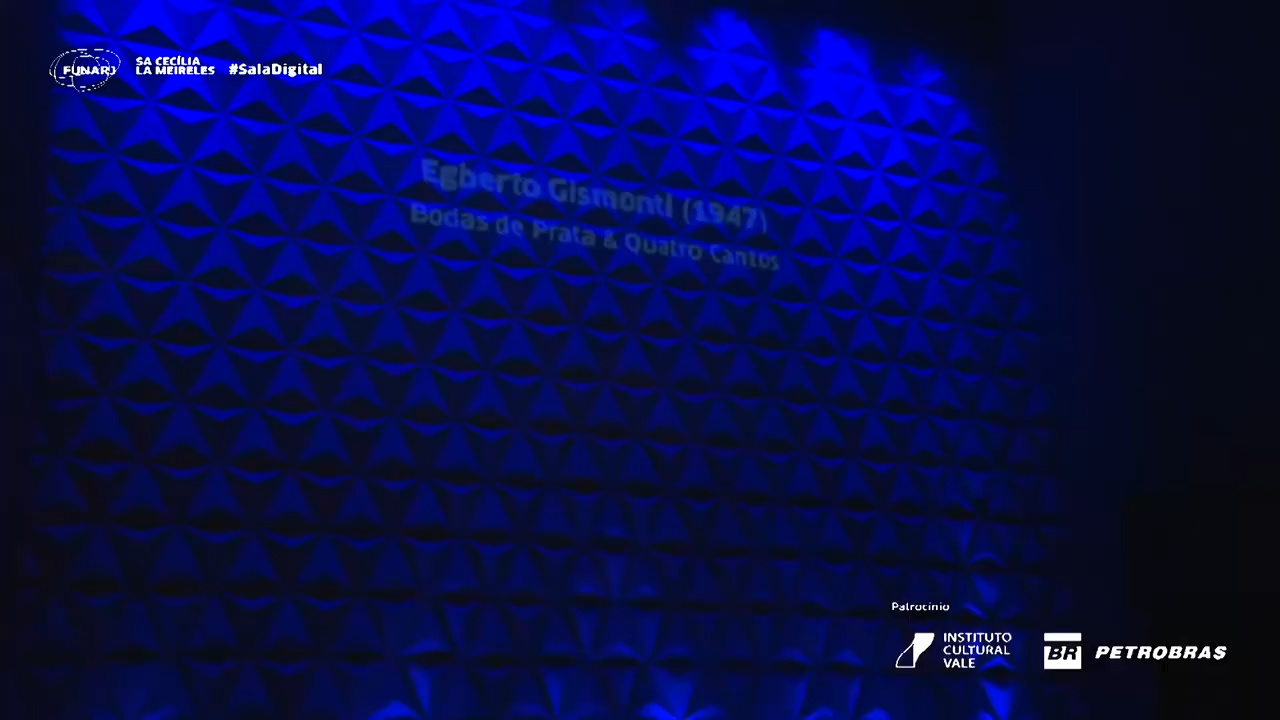 FUNARJ
SA CECÍLIA
LA MEIRELES
#SalaDigital
Egberto Gismonti (1947)
Bodas de Prata & Quatro Cantos
Patrocínio
INSTITUTO
CULTURAL
VALE
BR PETROBRAS